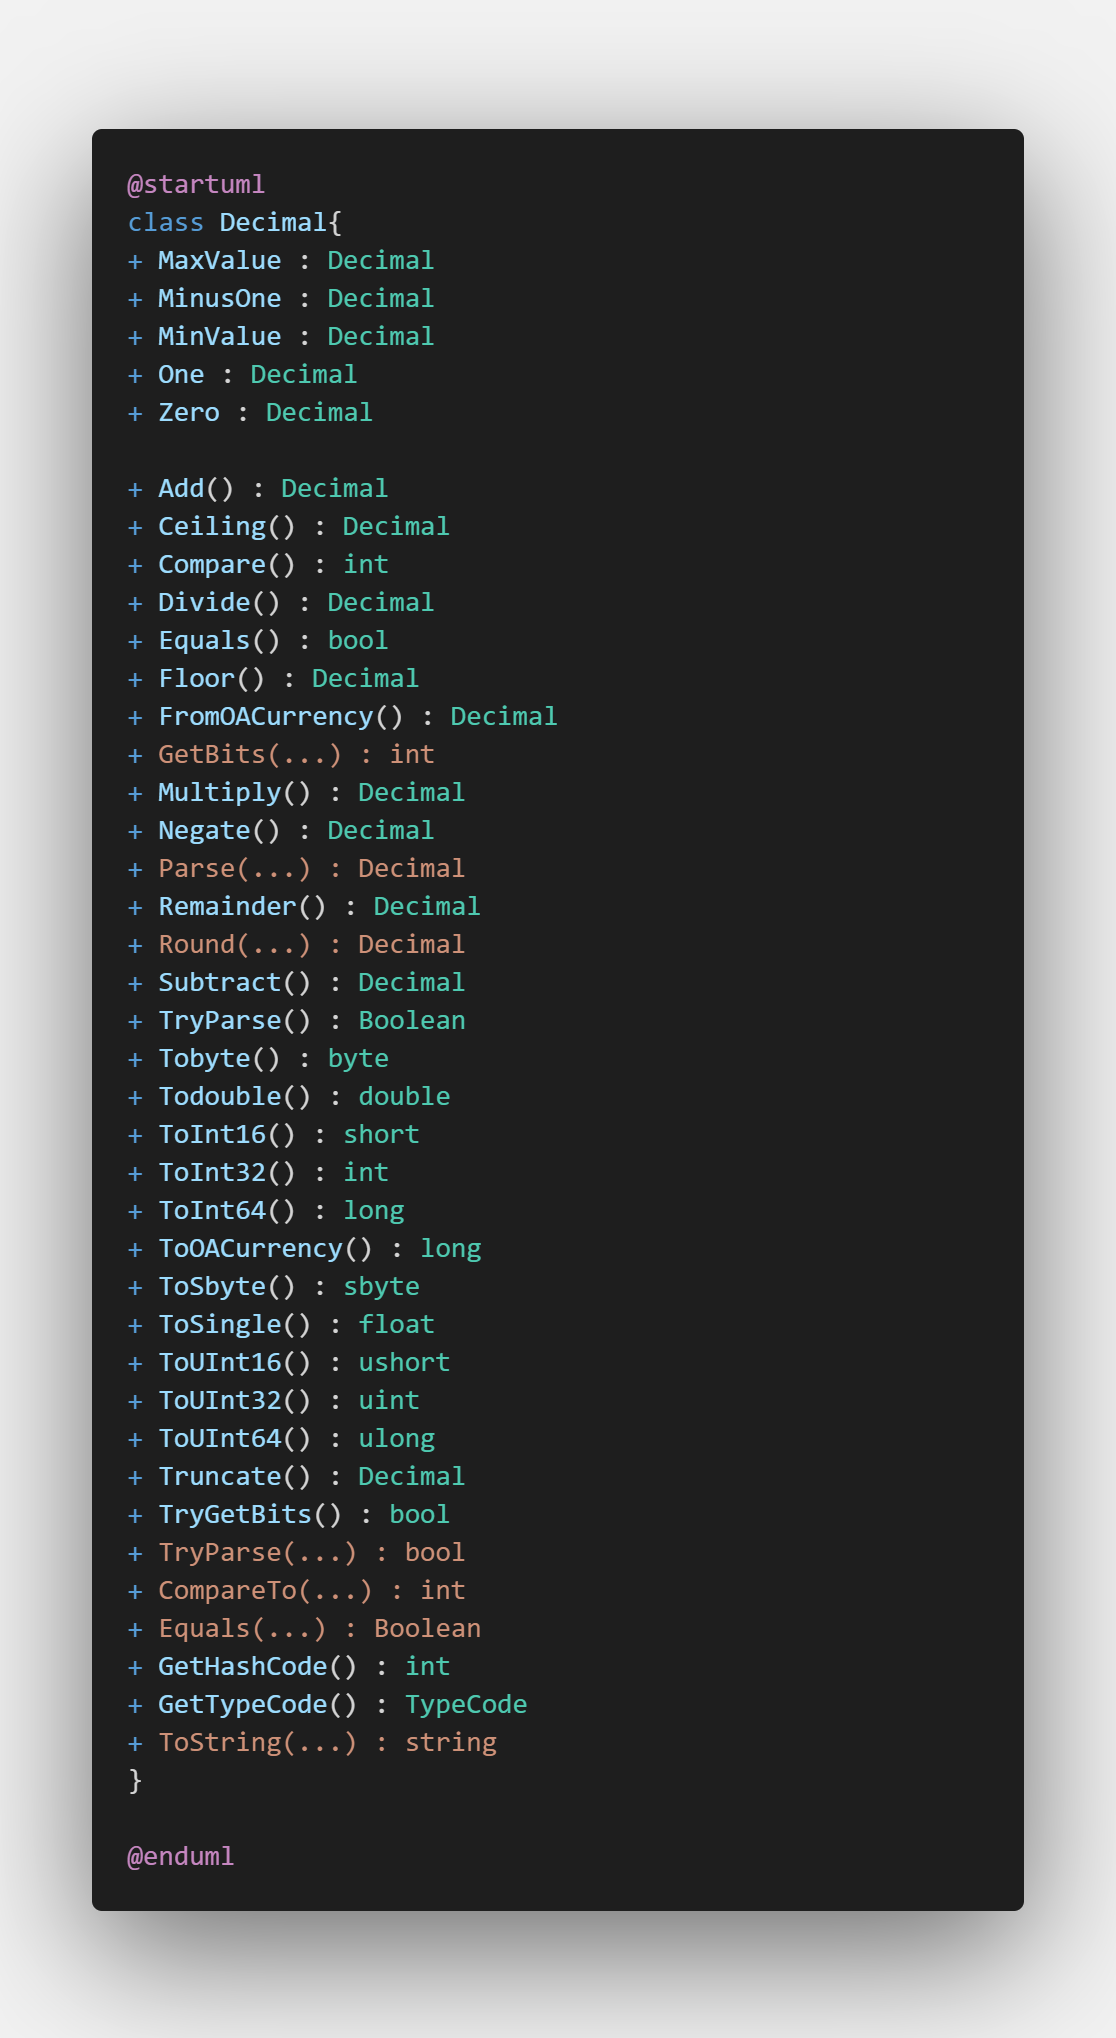 @startuml
class Decimal{
+ MaxValue : Decimal
+ MinusOne : Decimal
+ MinValue : Decimal
+ One : Decimal
+ Zero : Decimal
+ Add() : Decimal
+ Ceiling() : Decimal
+ Compare() : int
+ Divide() : Decimal
+ Equals() : bool
+ Floor() : Decimal
+ FromOACurrency() : Decimal
+ GetBits(...) : int
+ Multiply() : Decimal
+ Negate() : Decimal
+ Parse(...) : Decimal
+ Remainder() : Decimal
+ Round(...) : Decimal
+ Subtract() : Decimal
+ TryParse() : Boolean
+ Tobyte() : byte
+ Todouble() : double
+ ToInt16() : short
+ ToInt32() : int
+ ToInt64() : long
+ ToOACurrency() : long
+ ToSbyte() : sbyte
+ ToSingle() : float
+ ToUInt16() : ushort
+ ToUInt32() : uint
+ ToUInt64() : ulong
+ Truncate() : Decimal
+ TryGetBits() : bool
+ TryParse(...) : bool
+ CompareTo(...) : int
+ Equals(...) : Boolean
+ GetHashCode() : int
+ GetTypeCode() : TypeCode
+ ToString(...) : string
}
@enduml